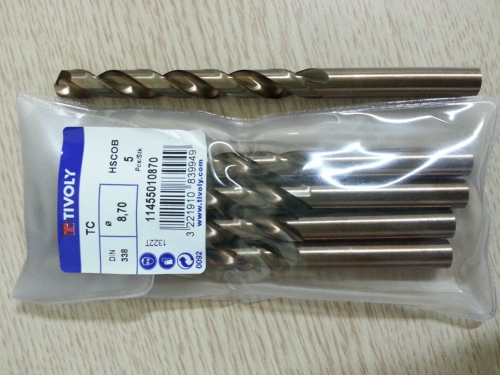 TIVOLY
HSCOB
5
Pcs/Stk
TC
Ø
8,70
DIN
338
11455010870
3 221910 839949
www.tivoly.com
1322T
0092